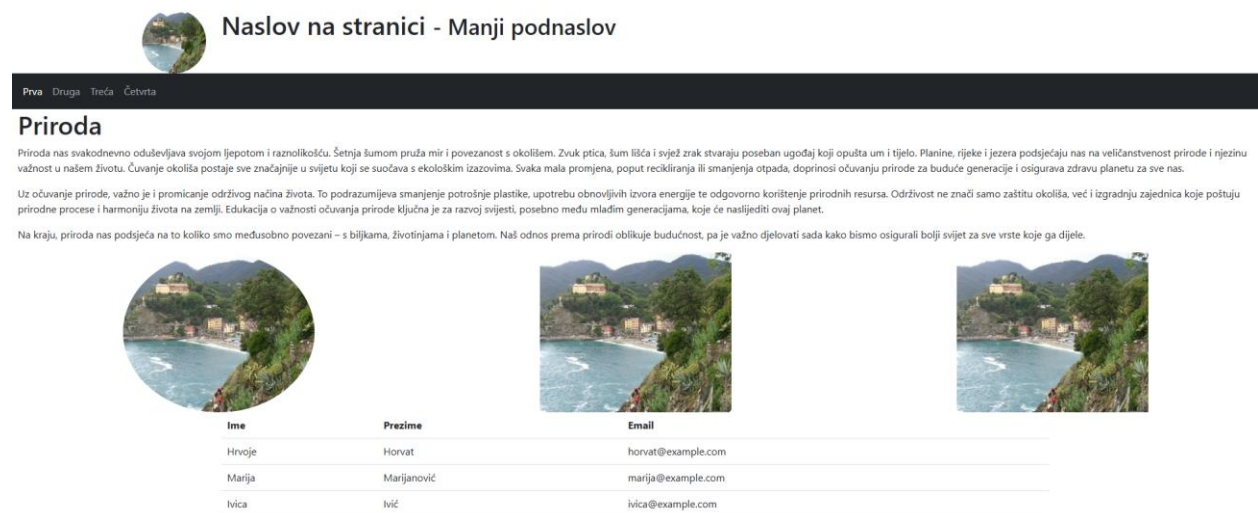 Naslov na stranici - Manji podnaslov
Prva Druga Treća Četvrta
Priroda
Priroda nas svakodnevno oduševljava svojom ljepotom i raznolikošću. Šetnja šumom pruža mir i povezanost s okolišem. Zvuk ptica, šum lišća i svjež zrak stvaraju poseban ugođaj koji opušta um i tijelo. Planine, rijeke i jezera podsjećaju nas na veličanstvenost prirode i njezinu
važnost u našem životu. Čuvanje okoliša postaje sve značajnije u svijetu koji se suočava s ekološkim izazovima. Svaka mala promjena, poput recikliranja ili smanjenja otpada, doprinosi očuvanju prirode za buduće generacije i osigurava zdravu planetu za sve nas.
Uz očuvanje prirode, važno je i promicanje održivog načina života. To podrazumijeva smanjenje potrošnje plastike, upotrebu obnovljivih izvora energije te odgovorno korištenje prirodnih resursa. Održivost ne znači samo zaštitu okoliša, već i izgradnju zajednica koje poštuju
prirodne procese i harmoniju života na zemlji. Edukacija o važnosti očuvanja prirode ključna je za razvoj svijesti, posebno među mlađim generacijama, koje će naslijediti ovaj planet.
Na kraju, priroda nas podsjeća na to koliko smo međusobno povezani – s biljkama, životinjama i planetom. Naš odnos prema prirodi oblikuje budućnost, pa je važno djelovati sada kako bismo osigurali bolji svijet za sve vrste koje ga dijele.
Ime Prezime Email
Hrvoje Horvat horvat@example.com
Marija Marijanović marija@example.com
Ivica Ivić ivica@example.com